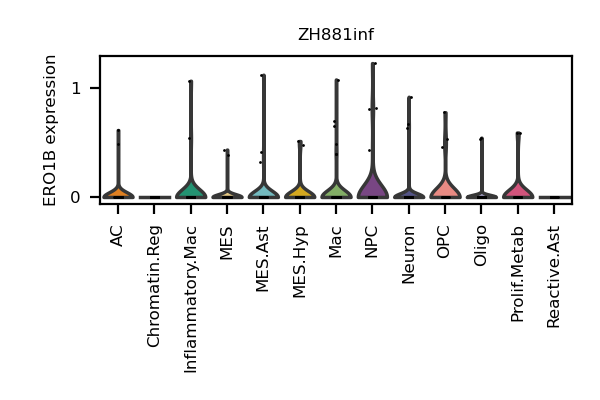 ZH881inf
ERO1B expression
1
0
AC
Chromatin.Reg
Inflammatory.Mac
MES
MES.Ast
MES.Hyp
Mac
NPC
Neuron
OPC
Oligo
Prolif.Metab
Reactive.Ast